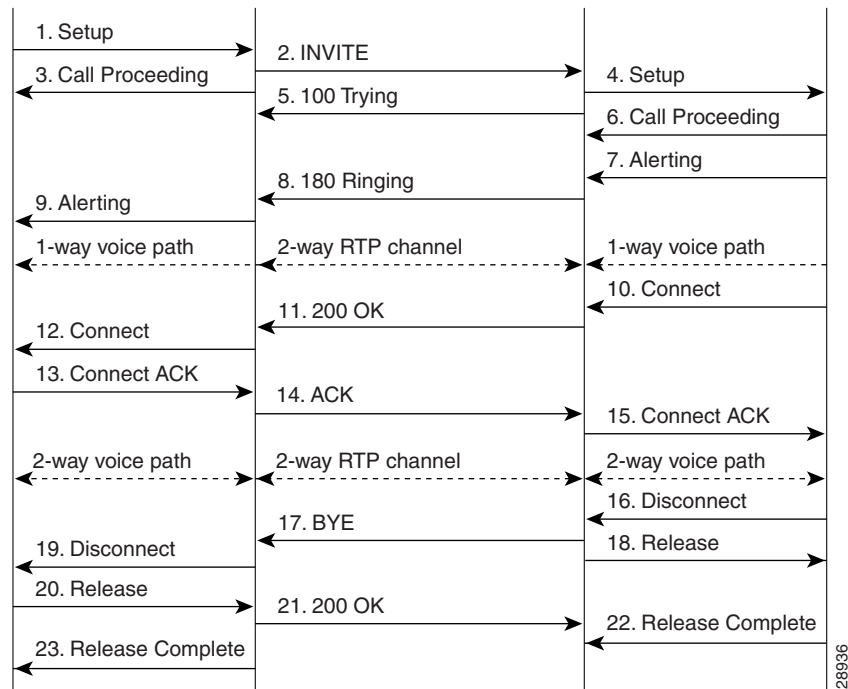 1. Setup
2. INVITE
3. Call Proceeding
4. Setup
5. 100 Trying
6. Call Proceeding
7. Alerting
8. 180 Ringing
9. Alerting
1-way voice path
2-way RTP channel
1-way voice path
10. Connect
11. 200 OK
12. Connect
13. Connect ACK
14. ACK
15. Connect ACK
2-way voice path
2-way RTP channel
2-way voice path
16. Disconnect
17. BYE
18. Release
19. Disconnect
20. Release
21. 200 OK
22. Release Complete
23. Release Complete
28936